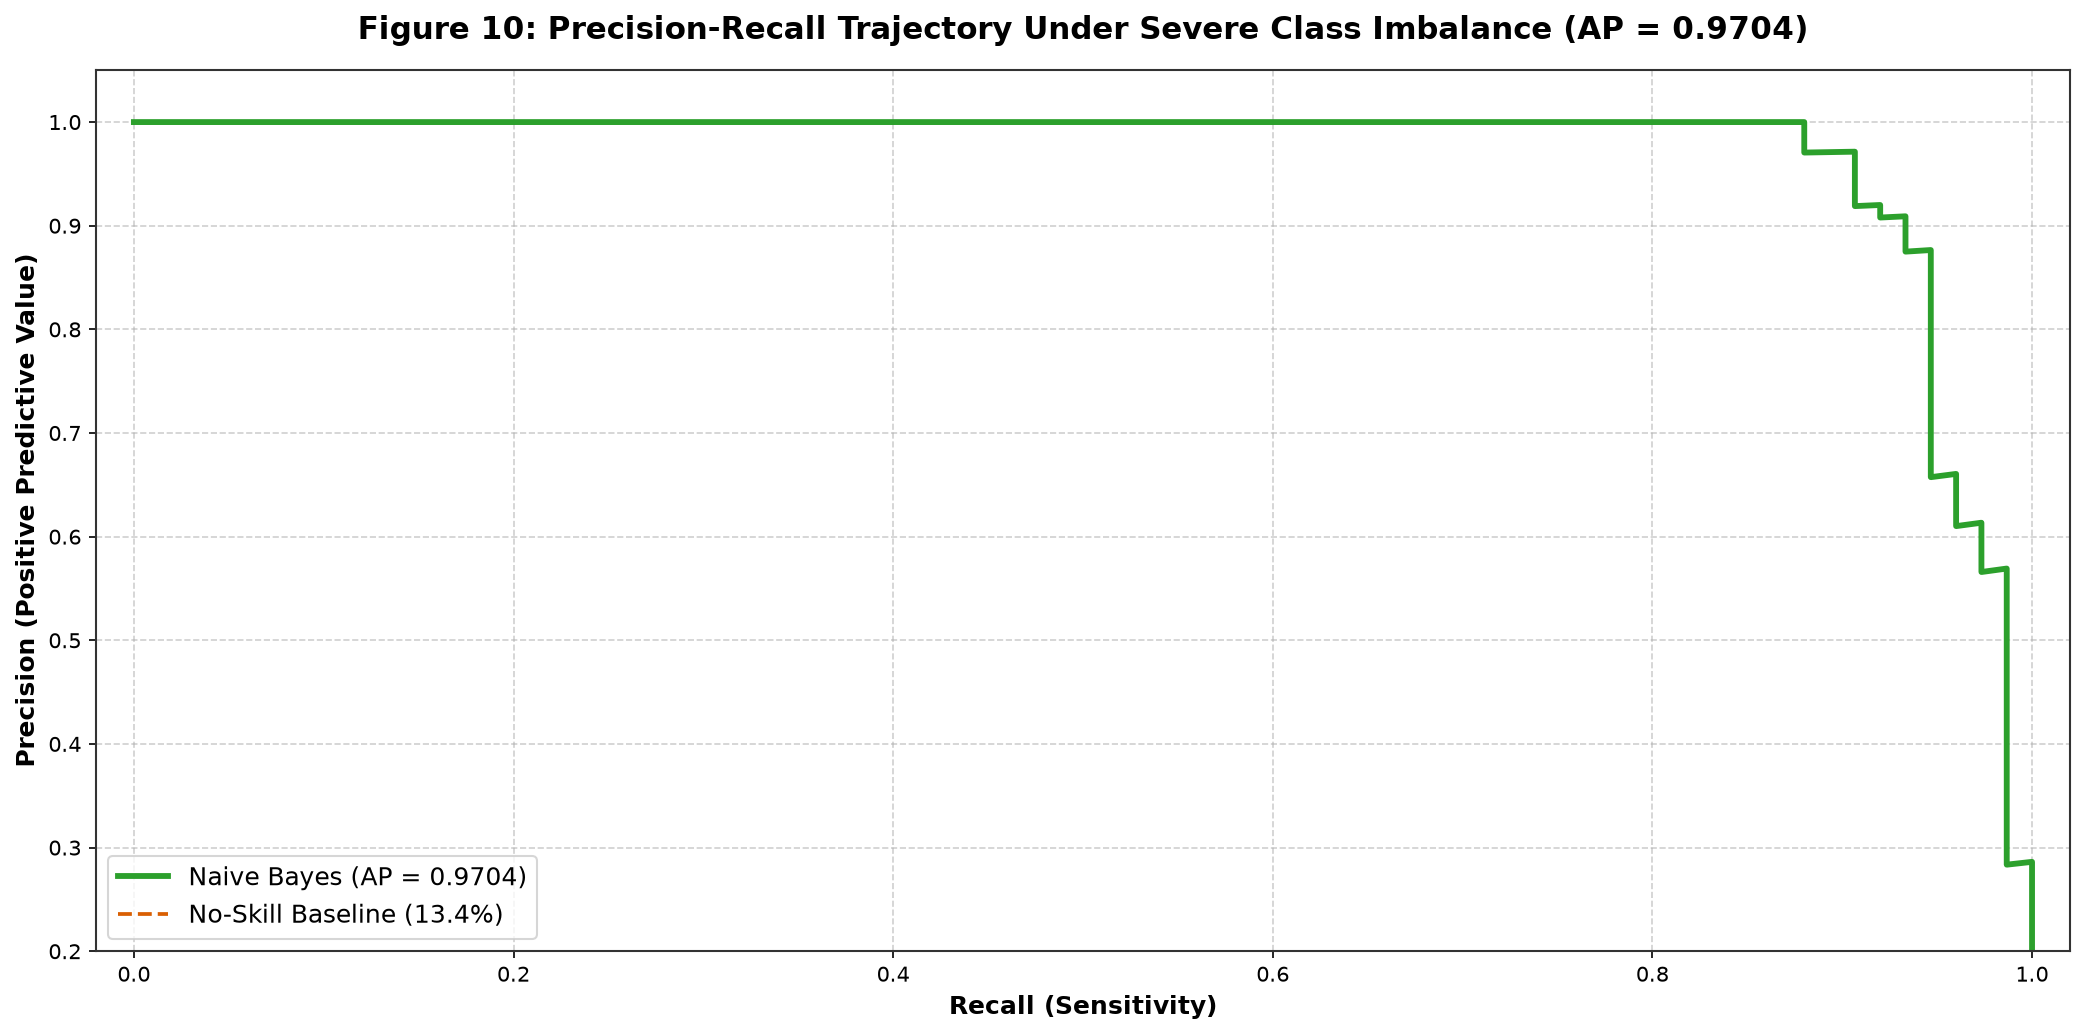 Figure 10: Precision-Recall Trajectory Under Severe Class Imbalance (AP = 0.9704)
Precision (Positive Predictive Value)
1.0
0.9
0.8
0.7
0.6
0.5
0.4
0.3
0.2
Naive Bayes (AP = 0.9704)
No-Skill Baseline (13.4%)
0.0 0.2 0.4 0.6 0.8 1.0
Recall (Sensitivity)